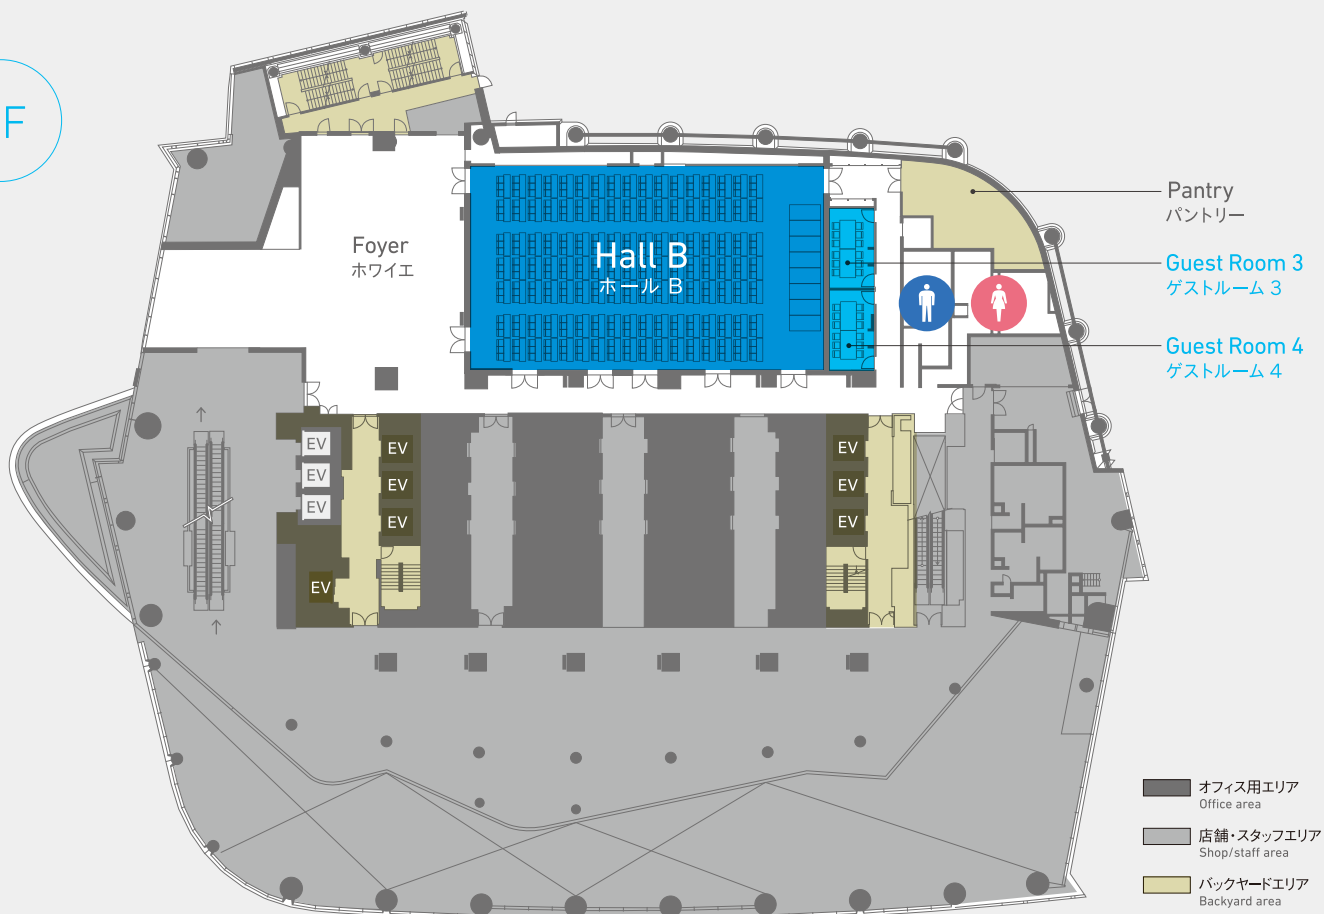 F
Pantry
パントリー
Foyer
ホワイエ
Hall B
ホール B
Guest Room 3
ゲストルーム 3
Guest Room 4
ゲストルーム 4
EV
EV
EV
EV
EV
EV
EV
EV
EV
EV
オフィス用エリア
Office area
店舗・スタッフエリア
Shop/staff area
バックヤードエリア
Backyard area